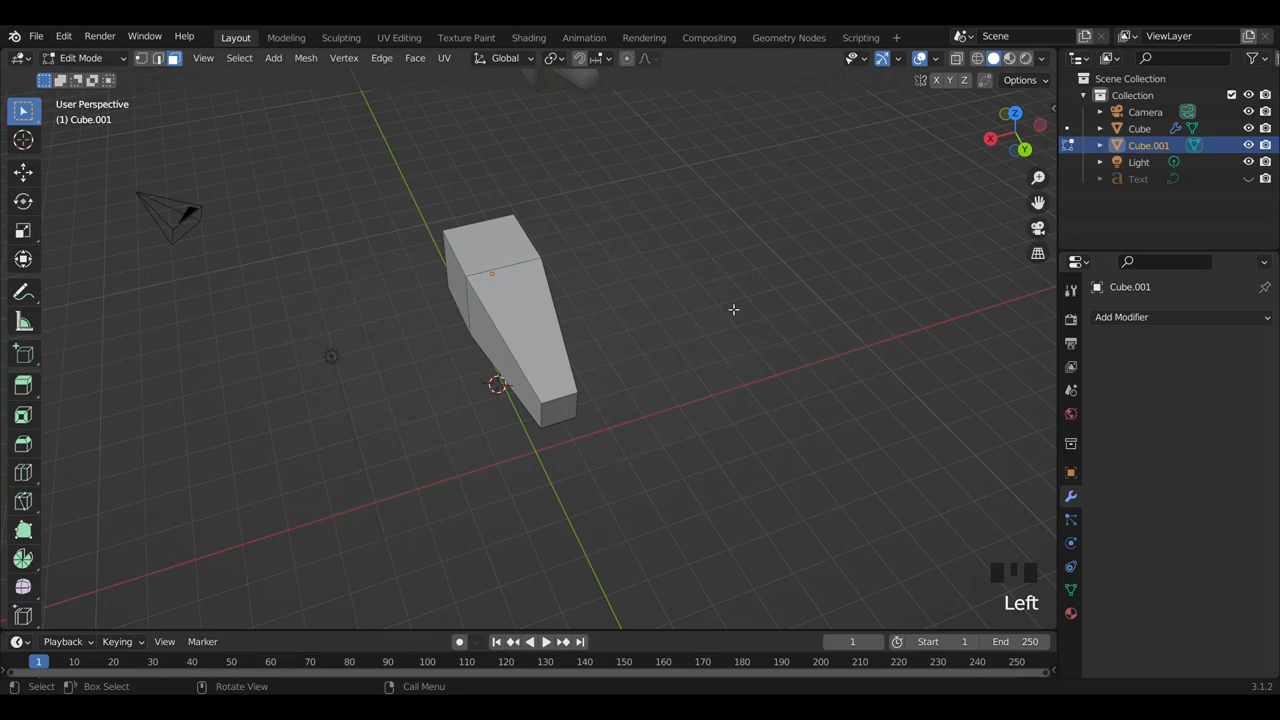 File Edit Render Window Help Layout Modeling Sculpting UV Editing Texture Paint Shading Animation Rendering Compositing Geometry Nodes Scripting + Scene ViewLayer
Edit Mode View Select Add Mesh Vertex Edge Face UV Global
X Y Z Options
User Perspective
(1) Cube.001
Scene Collection
Collection
Camera
Cube
Cube.001
Light
Text
Cube.001
Add Modifier
Z
X
Y
Left
Playback Keying View Marker 1 Start 1 End 250
1 10 20 30 40 50 60 70 80 90 100 110 120 130 140 150 160 170 180 190 200 210 220 230 240 250
Select Box Select Rotate View Call Menu 3.1.2